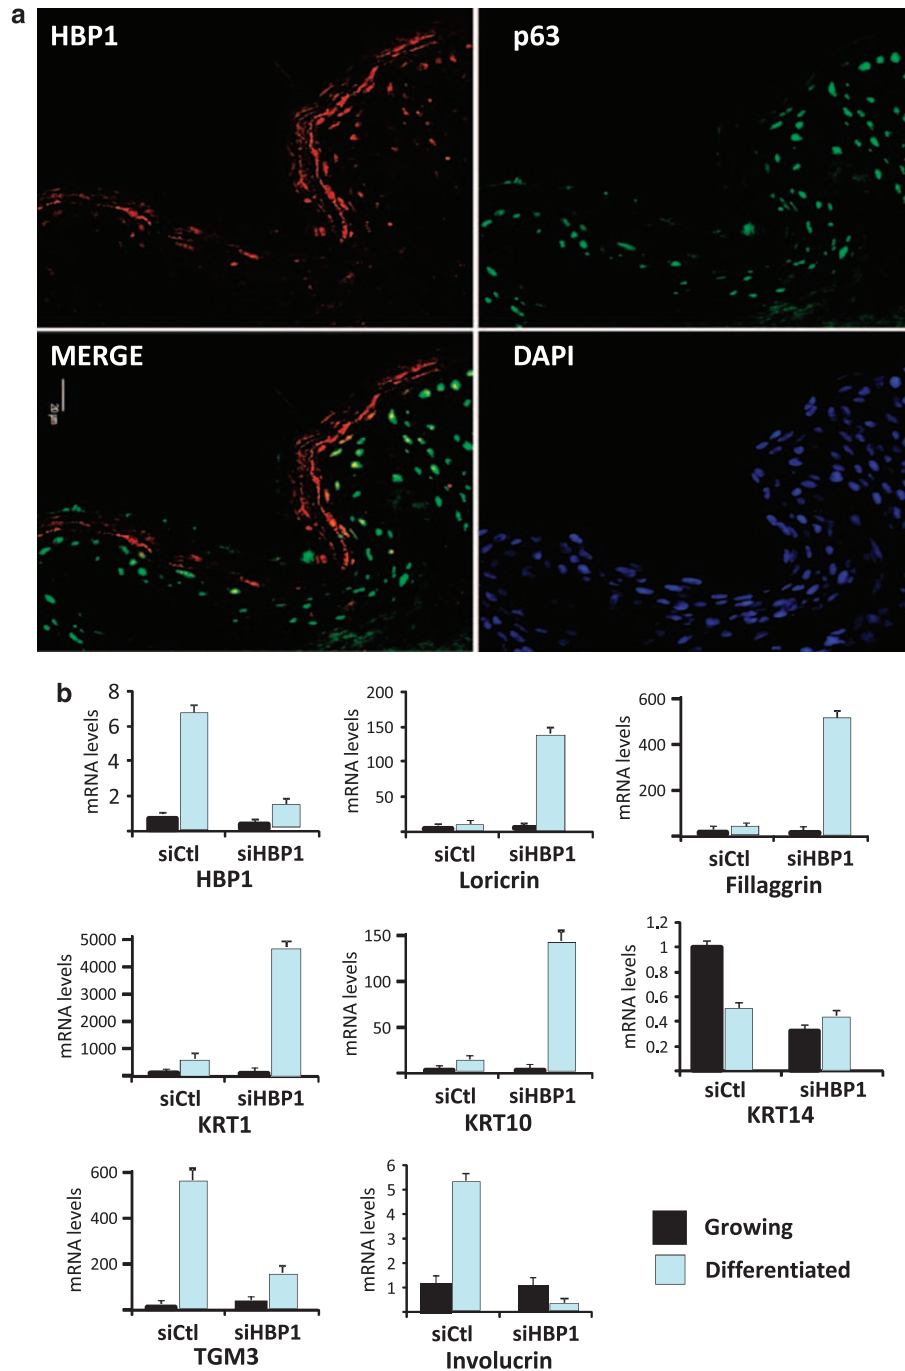 a
HBP1
p63
MERGE
DAPI
20 µm
b
mRNA levels
8
6
4
2
siCtl
siHBP1
HBP1
mRNA levels
200
150
100
50
siCtl
siHBP1
Loricrin
mRNA levels
600
400
200
siCtl
siHBP1
Fillaggrin
mRNA levels
5000
4000
3000
2000
1000
siCtl
siHBP1
KRT1
mRNA levels
150
100
50
siCtl
siHBP1
KRT10
mRNA levels
1.2
1
0.8
0.6
0.4
0.2
siCtl
siHBP1
KRT14
mRNA levels
600
400
200
siCtl
siHBP1
TGM3
mRNA levels
6
5
4
3
2
1
siCtl
siHBP1
Involucrin
Growing
Differentiated